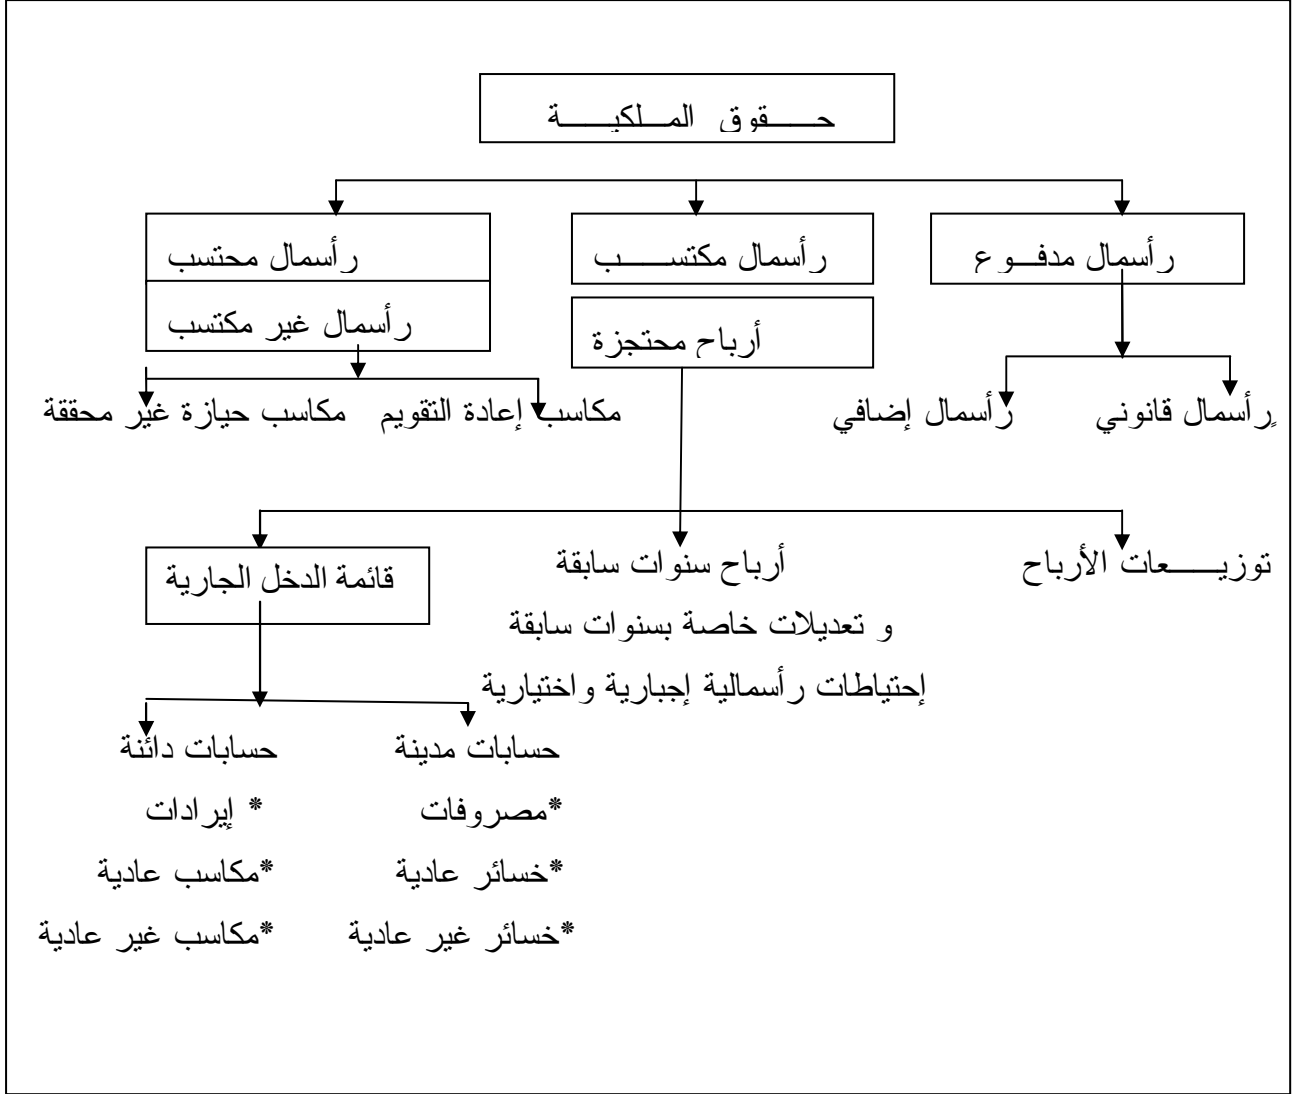 حـــــقوق المــلكيــــــة
رأسمال مدفــوع
رأسمال مكتســـــب
رأسمال محتسب
أرباح محتجزة
رأسمال غير مكتسب
رأسمال قانوني
رأسمال إضافي
مكاسب إعادة التقويم
مكاسب حيازة غير محققة
توزيـــــعات الأرباح
أرباح سنوات سابقة
و تعديلات خاصة بسنوات سابقة
إحتياطات رأسمالية إجبارية واختيارية
قائمة الدخل الجارية
حسابات مدينة
حسابات دائنة
*مصروفات
* إيرادات
*خسائر عادية
*مكاسب عادية
*خسائر غير عادية
*مكاسب غير عادية